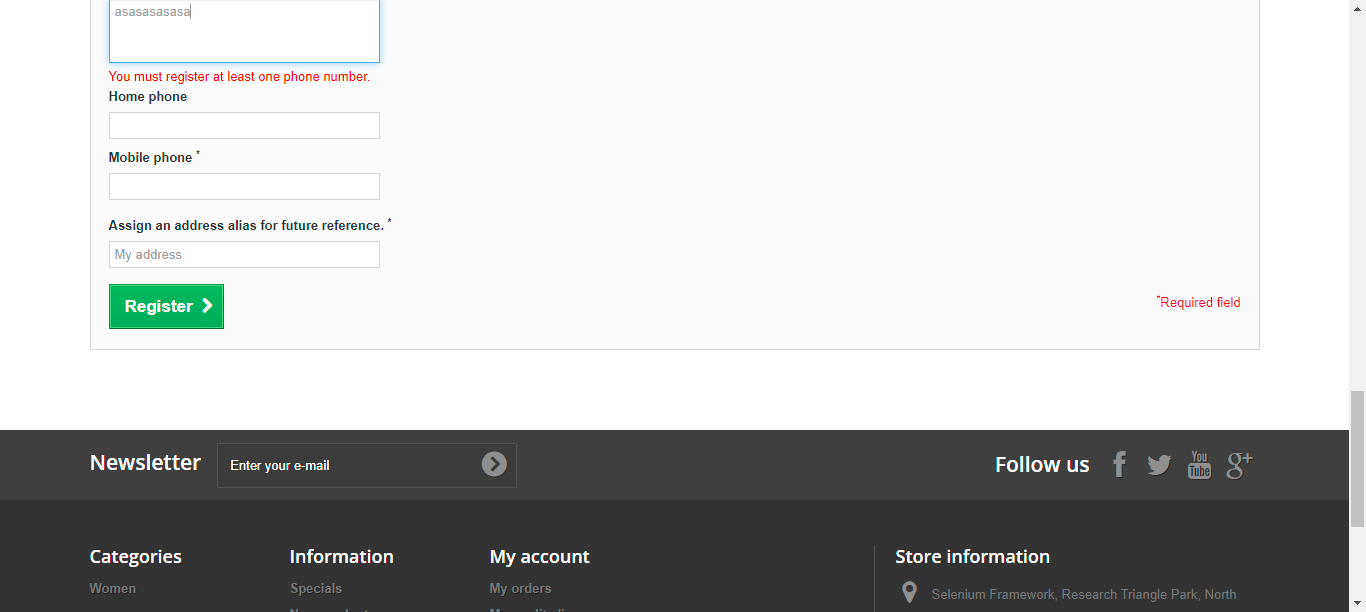 asasasasasa
You must register at least one phone number.
Home phone
Mobile phone *
Assign an address alias for future reference. *
My address
Register
*Required field
Newsletter
Enter your e-mail
Follow us
You Tube
g+
Categories
Information
My account
Store information
Women
Specials
My orders
Selenium Framework, Research Triangle Park, North